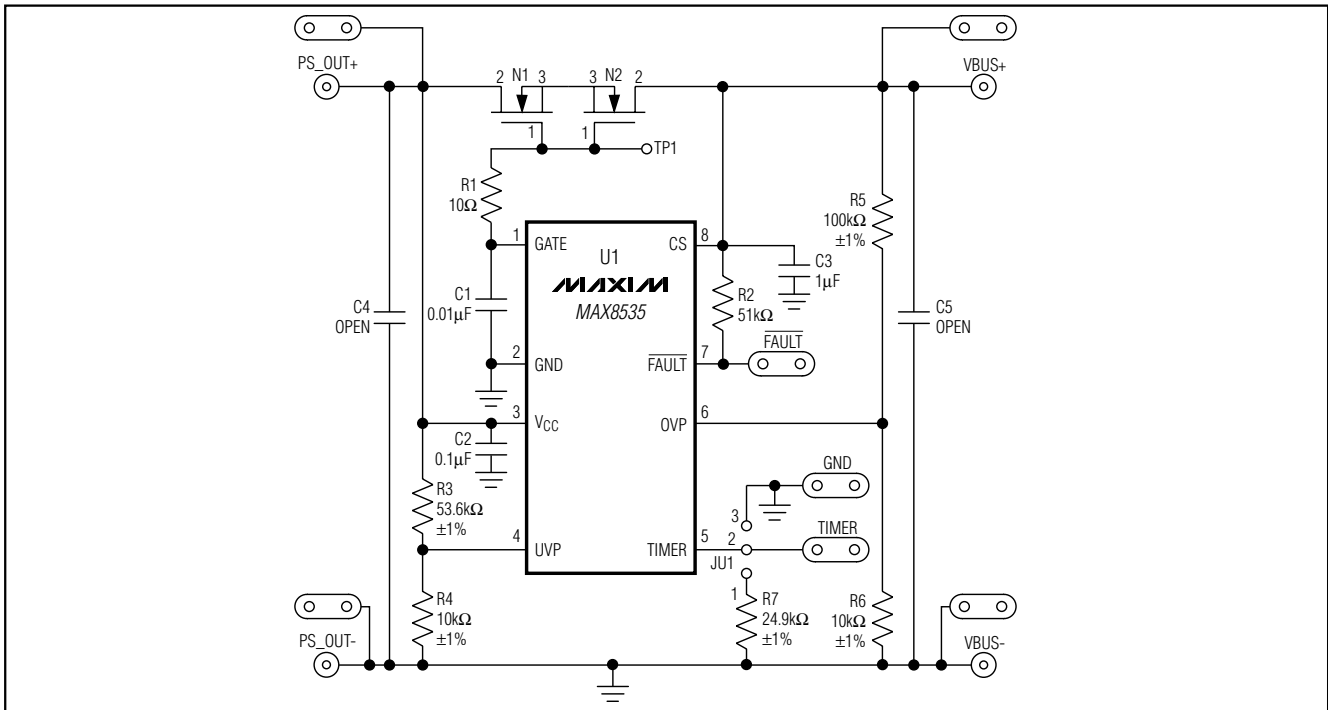 PS_OUT+
VBUS+
2 N1 3 3 N2 2
1 1 TP1
R1
10Ω
R5
100kΩ
±1%
1 GATE CS 8
U1
MAXIM
MAX8535
C3
1µF
C1
0.01µF
R2
51kΩ
C4
OPEN
C5
OPEN
FAULT
2 GND FAULT 7
3 VCC OVP 6
C2
0.1µF
GND
R3
53.6kΩ
±1%
3
TIMER
4 UVP TIMER 5 2
JU1
1
R4
10kΩ
±1%
R7
24.9kΩ
±1%
R6
10kΩ
±1%
PS_OUT-
VBUS-